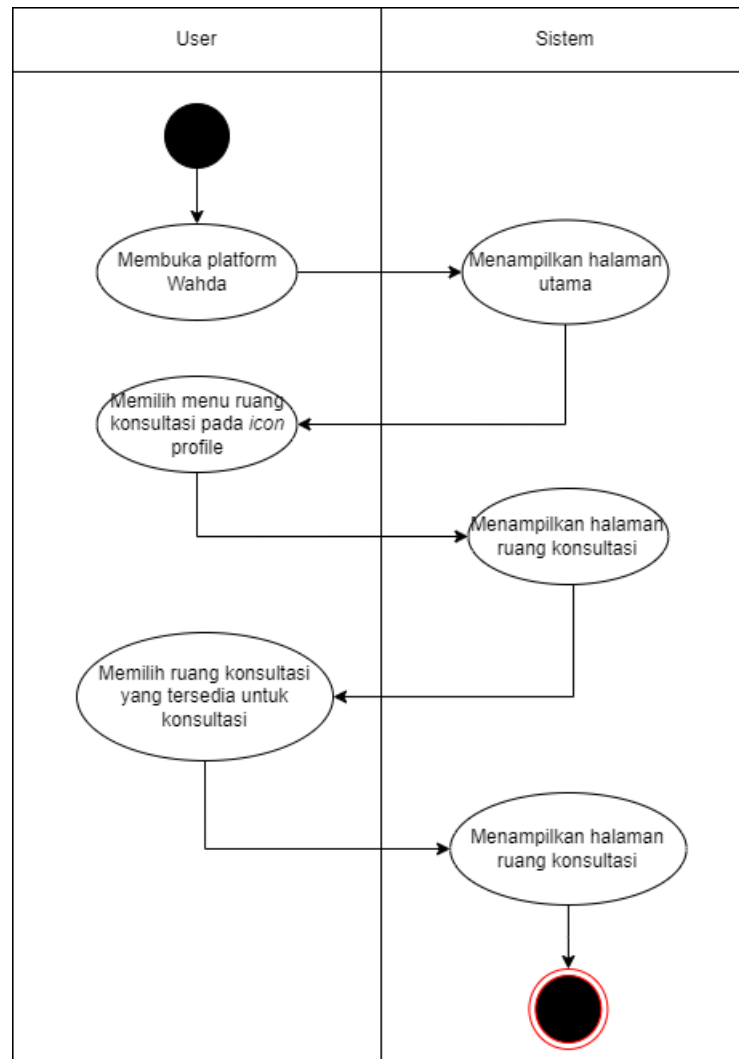 User
Sistem
Membuka platform
Wahda
Menampilkan halaman
utama
Memilih menu ruang
konsultasi pada icon
profile
Menampilkan halaman
ruang konsultasi
Memilih ruang konsultasi
yang tersedia untuk
konsultasi
Menampilkan halaman
ruang konsultasi